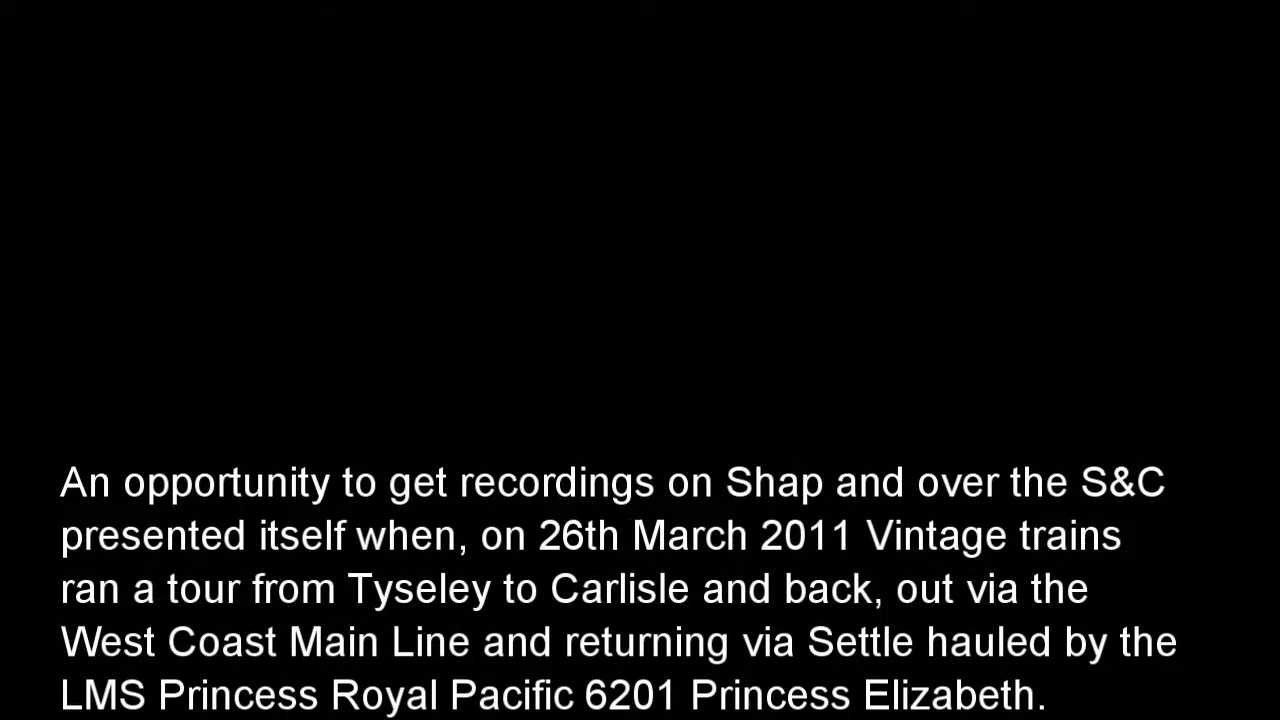 An opportunity to get recordings on Shap and over the S&C
presented itself when, on 26th March 2011 Vintage trains
ran a tour from Tyseley to Carlisle and back, out via the
West Coast Main Line and returning via Settle hauled by the
LMS Princess Royal Pacific 6201 Princess Elizabeth.